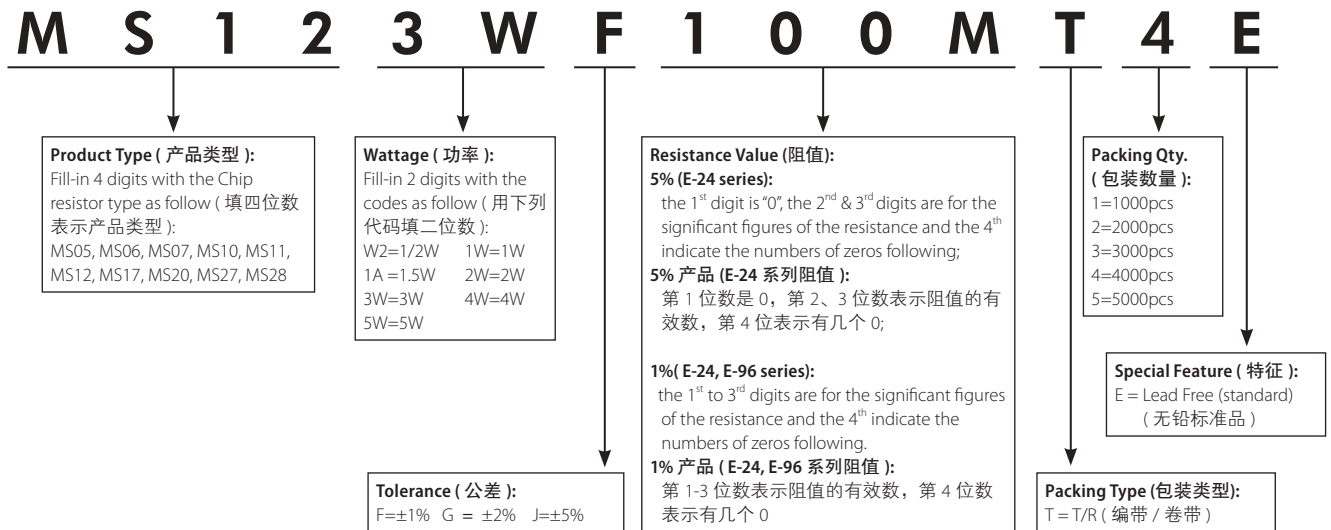 M S 1 2 3 W F 1 0 0 M T 4 E
Product Type ( 产品类型 ):
Fill-in 4 digits with the Chip
resistor type as follow ( 填四位数
表示产品类型 ):
MS05, MS06, MS07, MS10, MS11,
MS12, MS17, MS20, MS27, MS28
Wattage ( 功率 ):
Fill-in 2 digits with the
codes as follow ( 用下列
代码填二位数 ):
W2=1/2W 1W=1W
1A =1.5W 2W=2W
3W=3W 4W=4W
5W=5W
Tolerance ( 公差 ):
F=±1% G = ±2% J=±5%
Resistance Value (阻值):
5% (E-24 series):
the 1st digit is "0", the 2nd & 3rd digits are for the
significant figures of the resistance and the 4th
indicate the numbers of zeros following;
5% 产品 (E-24 系列阻值 ):
第 1 位数是 0，第 2、3 位数表示阻值的有
效数，第 4 位表示有几个 0;
1%( E-24, E-96 series):
the 1st to 3rd digits are for the significant figures
of the resistance and the 4th indicate the
numbers of zeros following.
1% 产品 ( E-24, E-96 系列阻值 ):
第 1-3 位数表示阻值的有效数，第 4 位数
表示有几个 0
Packing Qty.
( 包装数量 ):
1=1000pcs
2=2000pcs
3=3000pcs
4=4000pcs
5=5000pcs
Special Feature ( 特征 ):
E = Lead Free (standard)
( 无铅标准品 )
Packing Type (包装类型):
T = T/R ( 编带 / 卷带 )